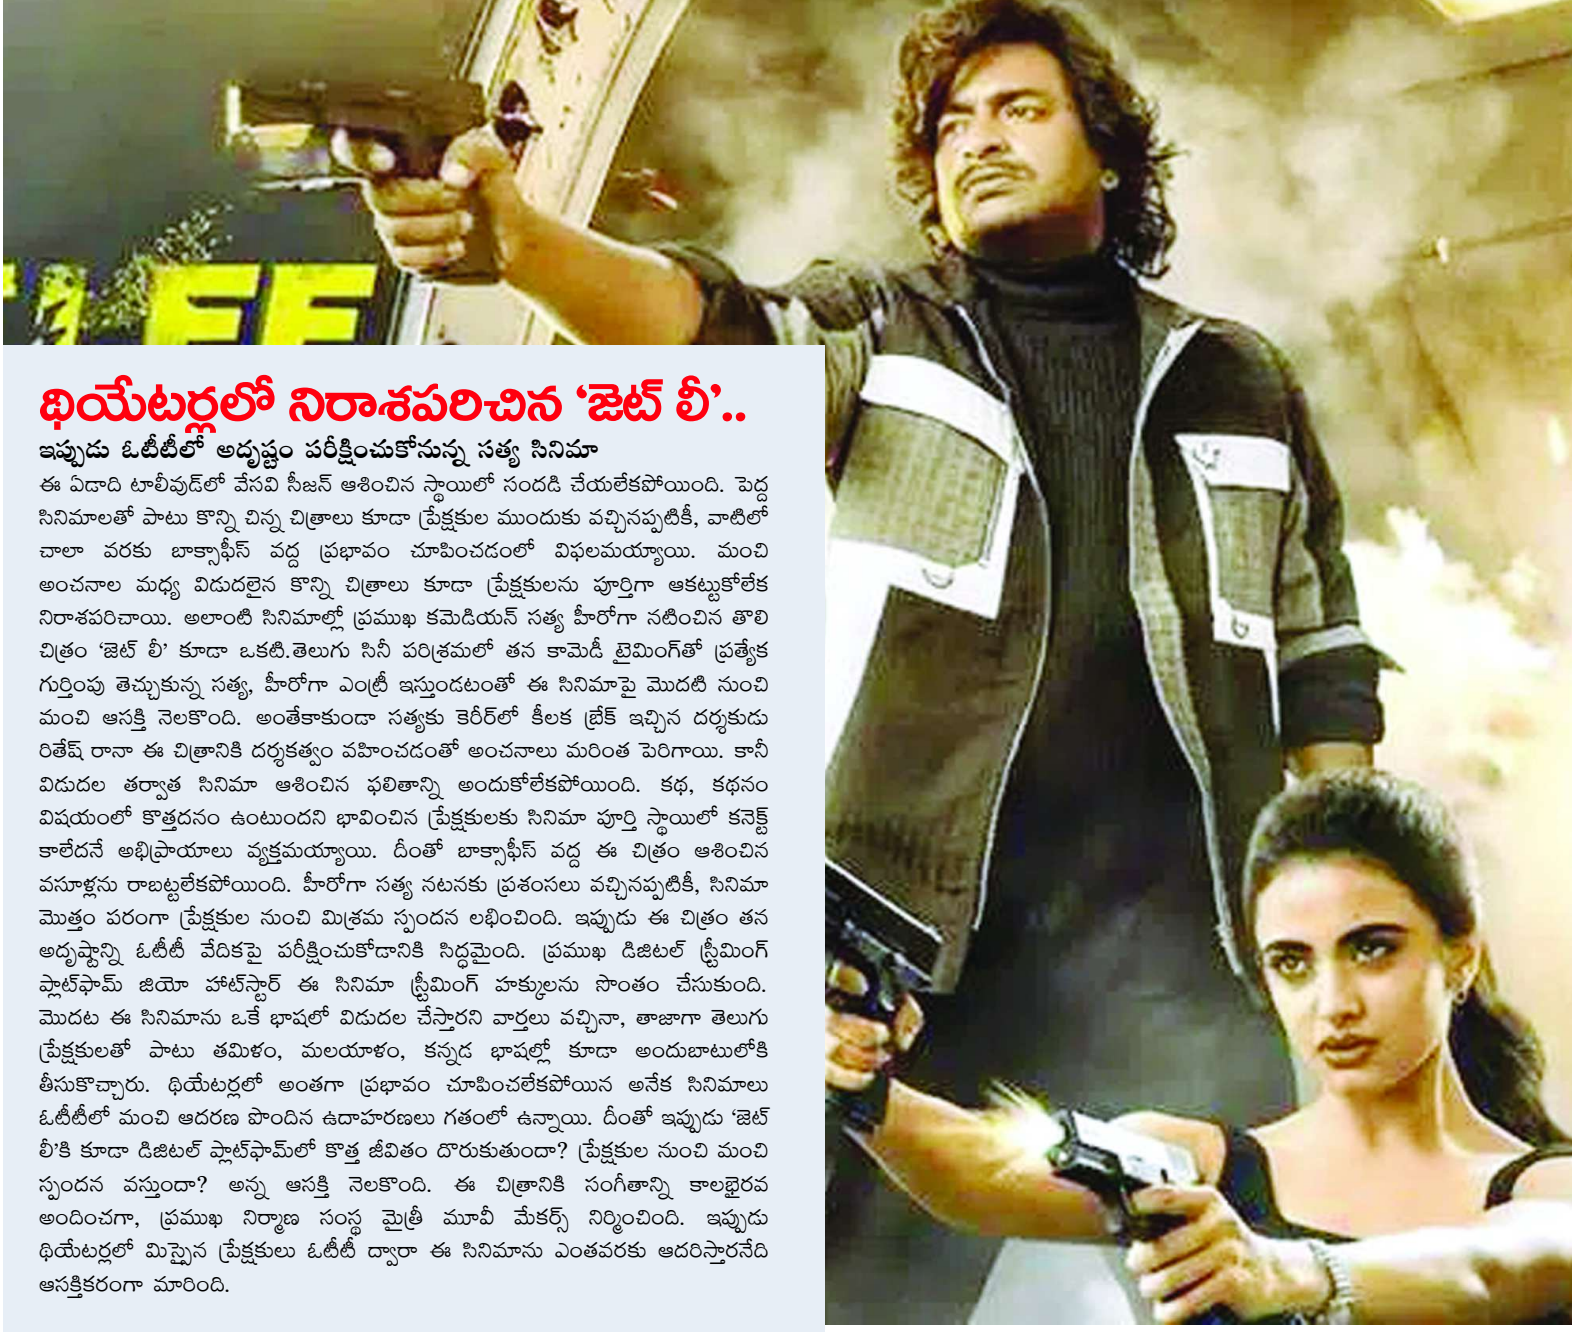 థియేటర్లలో నిరాశపరిచిన ‘జెట్ లీ’..
ఇప్పుడు ఓటీటీలో అదృష్టం పరీక్షించుకోనున్న సత్య సినిమా
ఈ ఏడాది టాలీవుడ్‌లో వేసవి సీజన్ ఆశించిన స్థాయిలో సందడి చేయలేకపోయింది. పెద్ద
సినిమాలతో పాటు కొన్ని చిన్న చిత్రాలు కూడా ప్రేక్షకుల ముందుకు వచ్చినప్పటికీ, వాటిలో
చాలా వరకు బాక్సాఫీస్ వద్ద ప్రభావం చూపించడంలో విఫలమయ్యాయి. మంచి
అంచనాల మధ్య విడుదలైన కొన్ని చిత్రాలు కూడా ప్రేక్షకులను పూర్తిగా ఆకట్టుకోలేక
నిరాశపరిచాయి. అలాంటి సినిమాల్లో ప్రముఖ కమెడియన్ సత్య హీరోగా నటించిన తొలి
చిత్రం ‘జెట్ లీ’ కూడా ఒకటి.తెలుగు సినీ పరిశ్రమలో తన కామెడీ టైమింగ్‌తో ప్రత్యేక
గుర్తింపు తెచ్చుకున్న సత్య, హీరోగా ఎంట్రీ ఇస్తుండటంతో ఈ సినిమాపై మొదటి నుంచి
మంచి ఆసక్తి నెలకొంది. అంతేకాకుండా సత్యకు కెరీర్‌లో కీలక బ్రేక్ ఇచ్చిన దర్శకుడు
రితేష్ రానా ఈ చిత్రానికి దర్శకత్వం వహించడంతో అంచనాలు మరింత పెరిగాయి. కానీ
విడుదల తర్వాత సినిమా ఆశించిన ఫలితాన్ని అందుకోలేకపోయింది. కథ, కథనం
విషయంలో కొత్తదనం ఉంటుందని భావించిన ప్రేక్షకులకు సినిమా పూర్తి స్థాయిలో కనెక్ట్
కాలేదనే అభిప్రాయాలు వ్యక్తమయ్యాయి. దీంతో బాక్సాఫీస్ వద్ద ఈ చిత్రం ఆశించిన
వసూళ్లను రాబట్టలేకపోయింది. హీరోగా సత్య నటనకు ప్రశంసలు వచ్చినప్పటికీ, సినిమా
మొత్తం పరంగా ప్రేక్షకుల నుంచి మిశ్రమ స్పందన లభించింది. ఇప్పుడు ఈ చిత్రం తన
అదృష్టాన్ని ఓటీటీ వేదికపై పరీక్షించుకోడానికి సిద్ధమైంది. ప్రముఖ డిజిటల్ స్ట్రీమింగ్
ప్లాట్‌ఫామ్ జియో హాట్‌స్టార్ ఈ సినిమా స్ట్రీమింగ్ హక్కులను సొంతం చేసుకుంది.
మొదట ఈ సినిమాను ఒకే భాషలో విడుదల చేస్తారని వార్తలు వచ్చినా, తాజాగా తెలుగు
ప్రేక్షకులతో పాటు తమిళం, మలయాళం, కన్నడ భాషల్లో కూడా అందుబాటులోకి
తీసుకొచ్చారు. థియేటర్లలో అంతగా ప్రభావం చూపించలేకపోయిన అనేక సినిమాలు
ఓటీటీలో మంచి ఆదరణ పొందిన ఉదాహరణలు గతంలో ఉన్నాయి. దీంతో ఇప్పుడు ‘జెట్
లీ’కి కూడా డిజిటల్ ప్లాట్‌ఫామ్‌లో కొత్త జీవితం దొరుకుతుందా? ప్రేక్షకుల నుంచి మంచి
స్పందన వస్తుందా? అన్న ఆసక్తి నెలకొంది. ఈ చిత్రానికి సంగీతాన్ని కాలభైరవ
అందించగా, ప్రముఖ నిర్మాణ సంస్థ మైత్రీ మూవీ మేకర్స్ నిర్మించింది. ఇప్పుడు
థియేటర్లలో మిస్సైన ప్రేక్షకులు ఓటీటీ ద్వారా ఈ సినిమాను ఎంతవరకు ఆదరిస్తారనేది
ఆసక్తికరంగా మారింది.